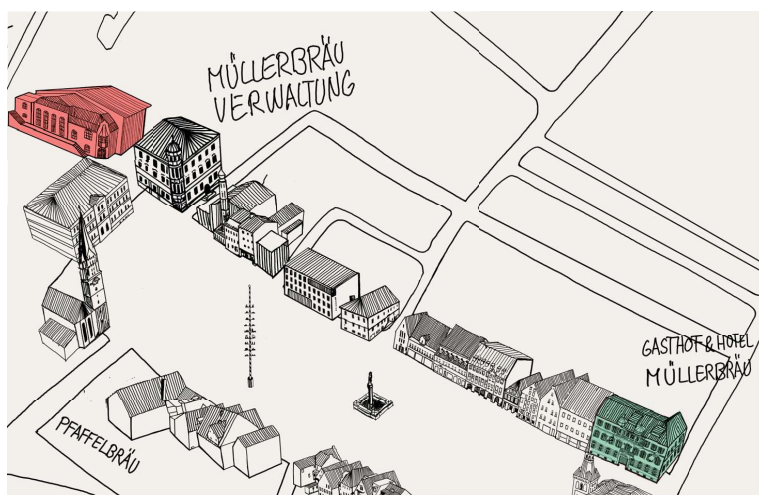 MÜLLERBRÄU
VERWALTUNG
GASTHOF & HOTEL
MÜLLERBRÄU
PFAFFELBRÄU